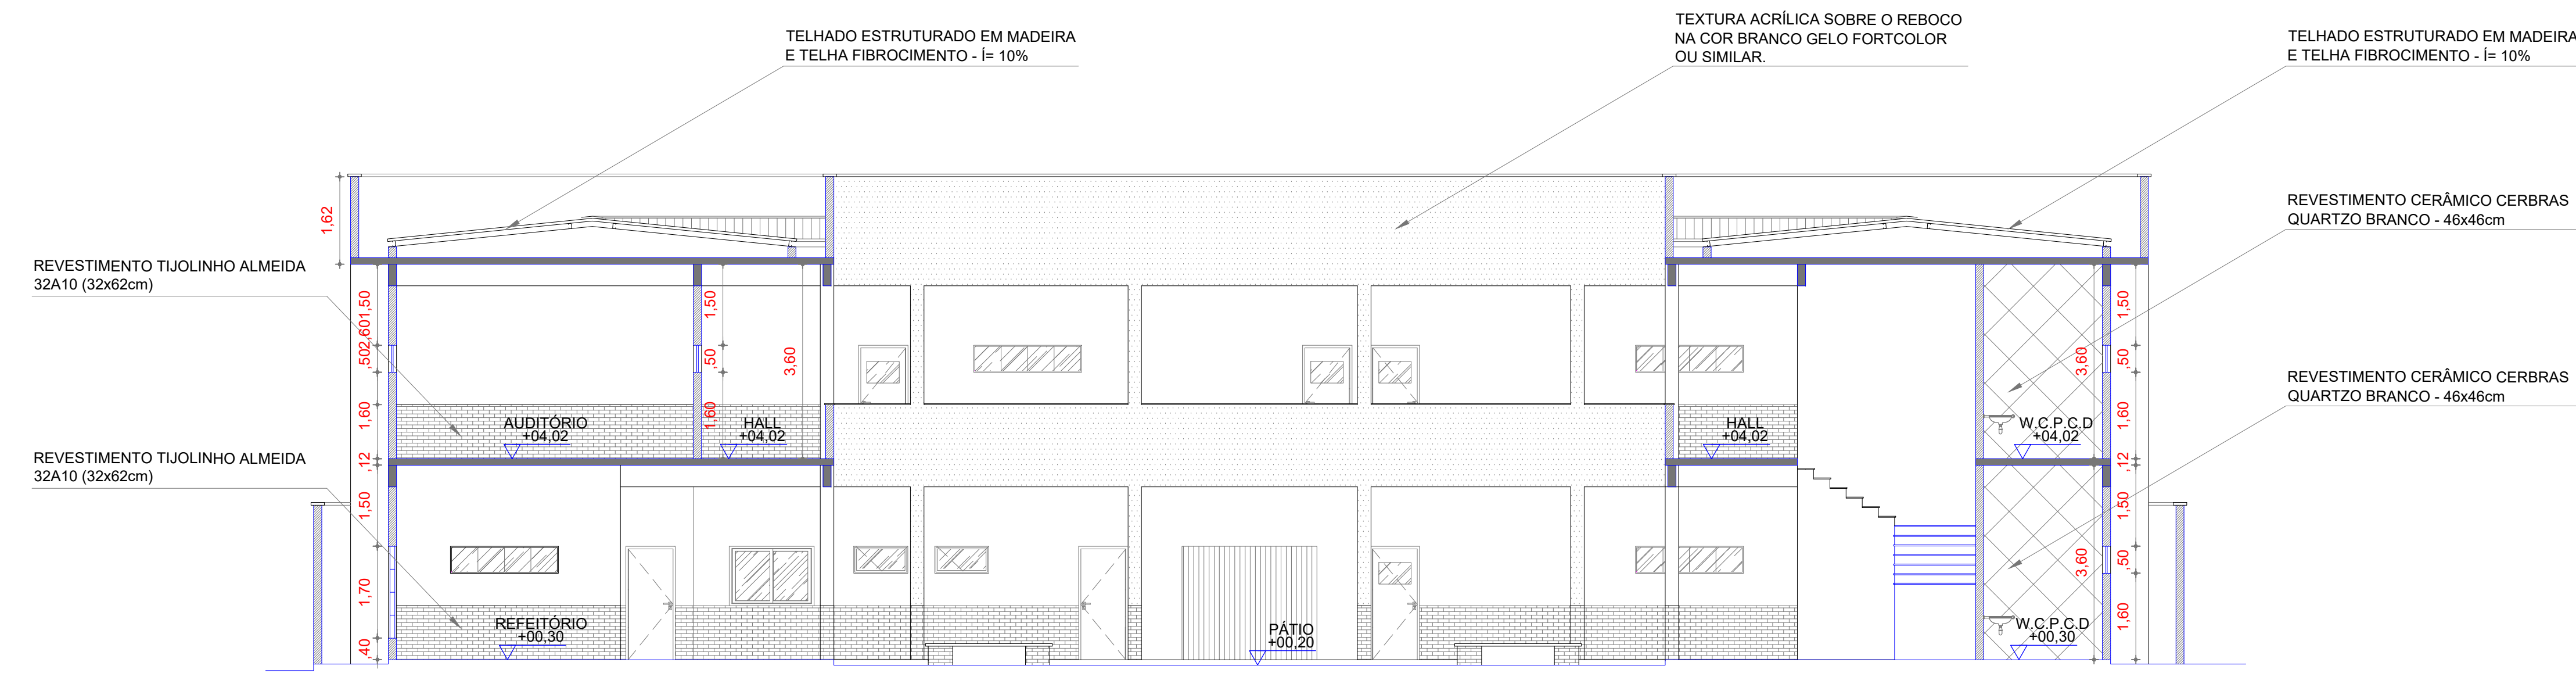 TELHADO ESTRUTURADO EM MADEIRA
E TELHA FIBROCIMENTO - Í= 10%
TEXTURA ACRÍLICA SOBRE O REBOCO
NA COR BRANCO GELO FORTCOLOR
OU SIMILAR.
TELHADO ESTRUTURADO EM MADEIRA
E TELHA FIBROCIMENTO - Í= 10%
REVESTIMENTO CERÂMICO CERBRAS
QUARTZO BRANCO - 46x46cm
1,62
REVESTIMENTO TIJOLINHO ALMEIDA
32A10 (32x62cm)
1,50
2,60
,50
1,60
,12
1,50
1,70
,40
1,50
,50
1,60
3,60
AUDITÓRIO
+04,02
HALL
+04,02
HALL
+04,02
W.C.P.C.D
+04,02
3,60
1,50
,50
1,60
,12
1,50
,50
1,60
3,60
REVESTIMENTO CERÂMICO CERBRAS
QUARTZO BRANCO - 46x46cm
REVESTIMENTO TIJOLINHO ALMEIDA
32A10 (32x62cm)
REFEITÓRIO
+00,30
PÁTIO
+00,20
W.C.P.C.D
+00,30